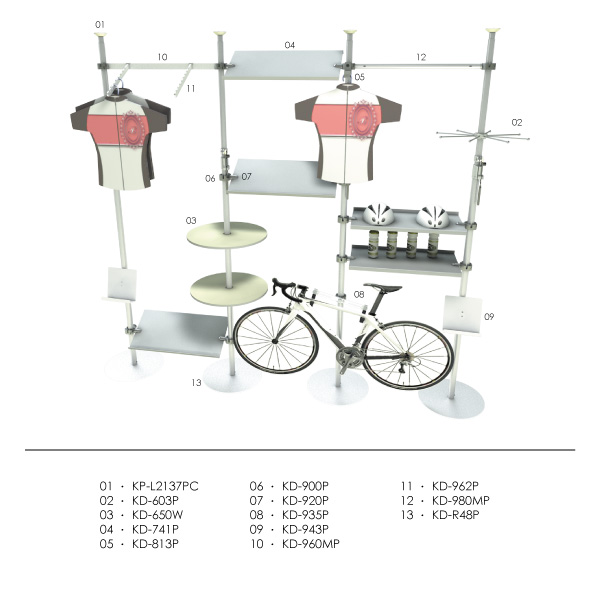 01
04
10
12
05
11
02
06
07
03
08
09
13
01 · KP-L2137PC
02 · KD-603P
03 · KD-650W
04 · KD-741P
05 · KD-813P
06 · KD-900P
07 · KD-920P
08 · KD-935P
09 · KD-943P
10 · KD-960MP
11 · KD-962P
12 · KD-980MP
13 · KD-R48P